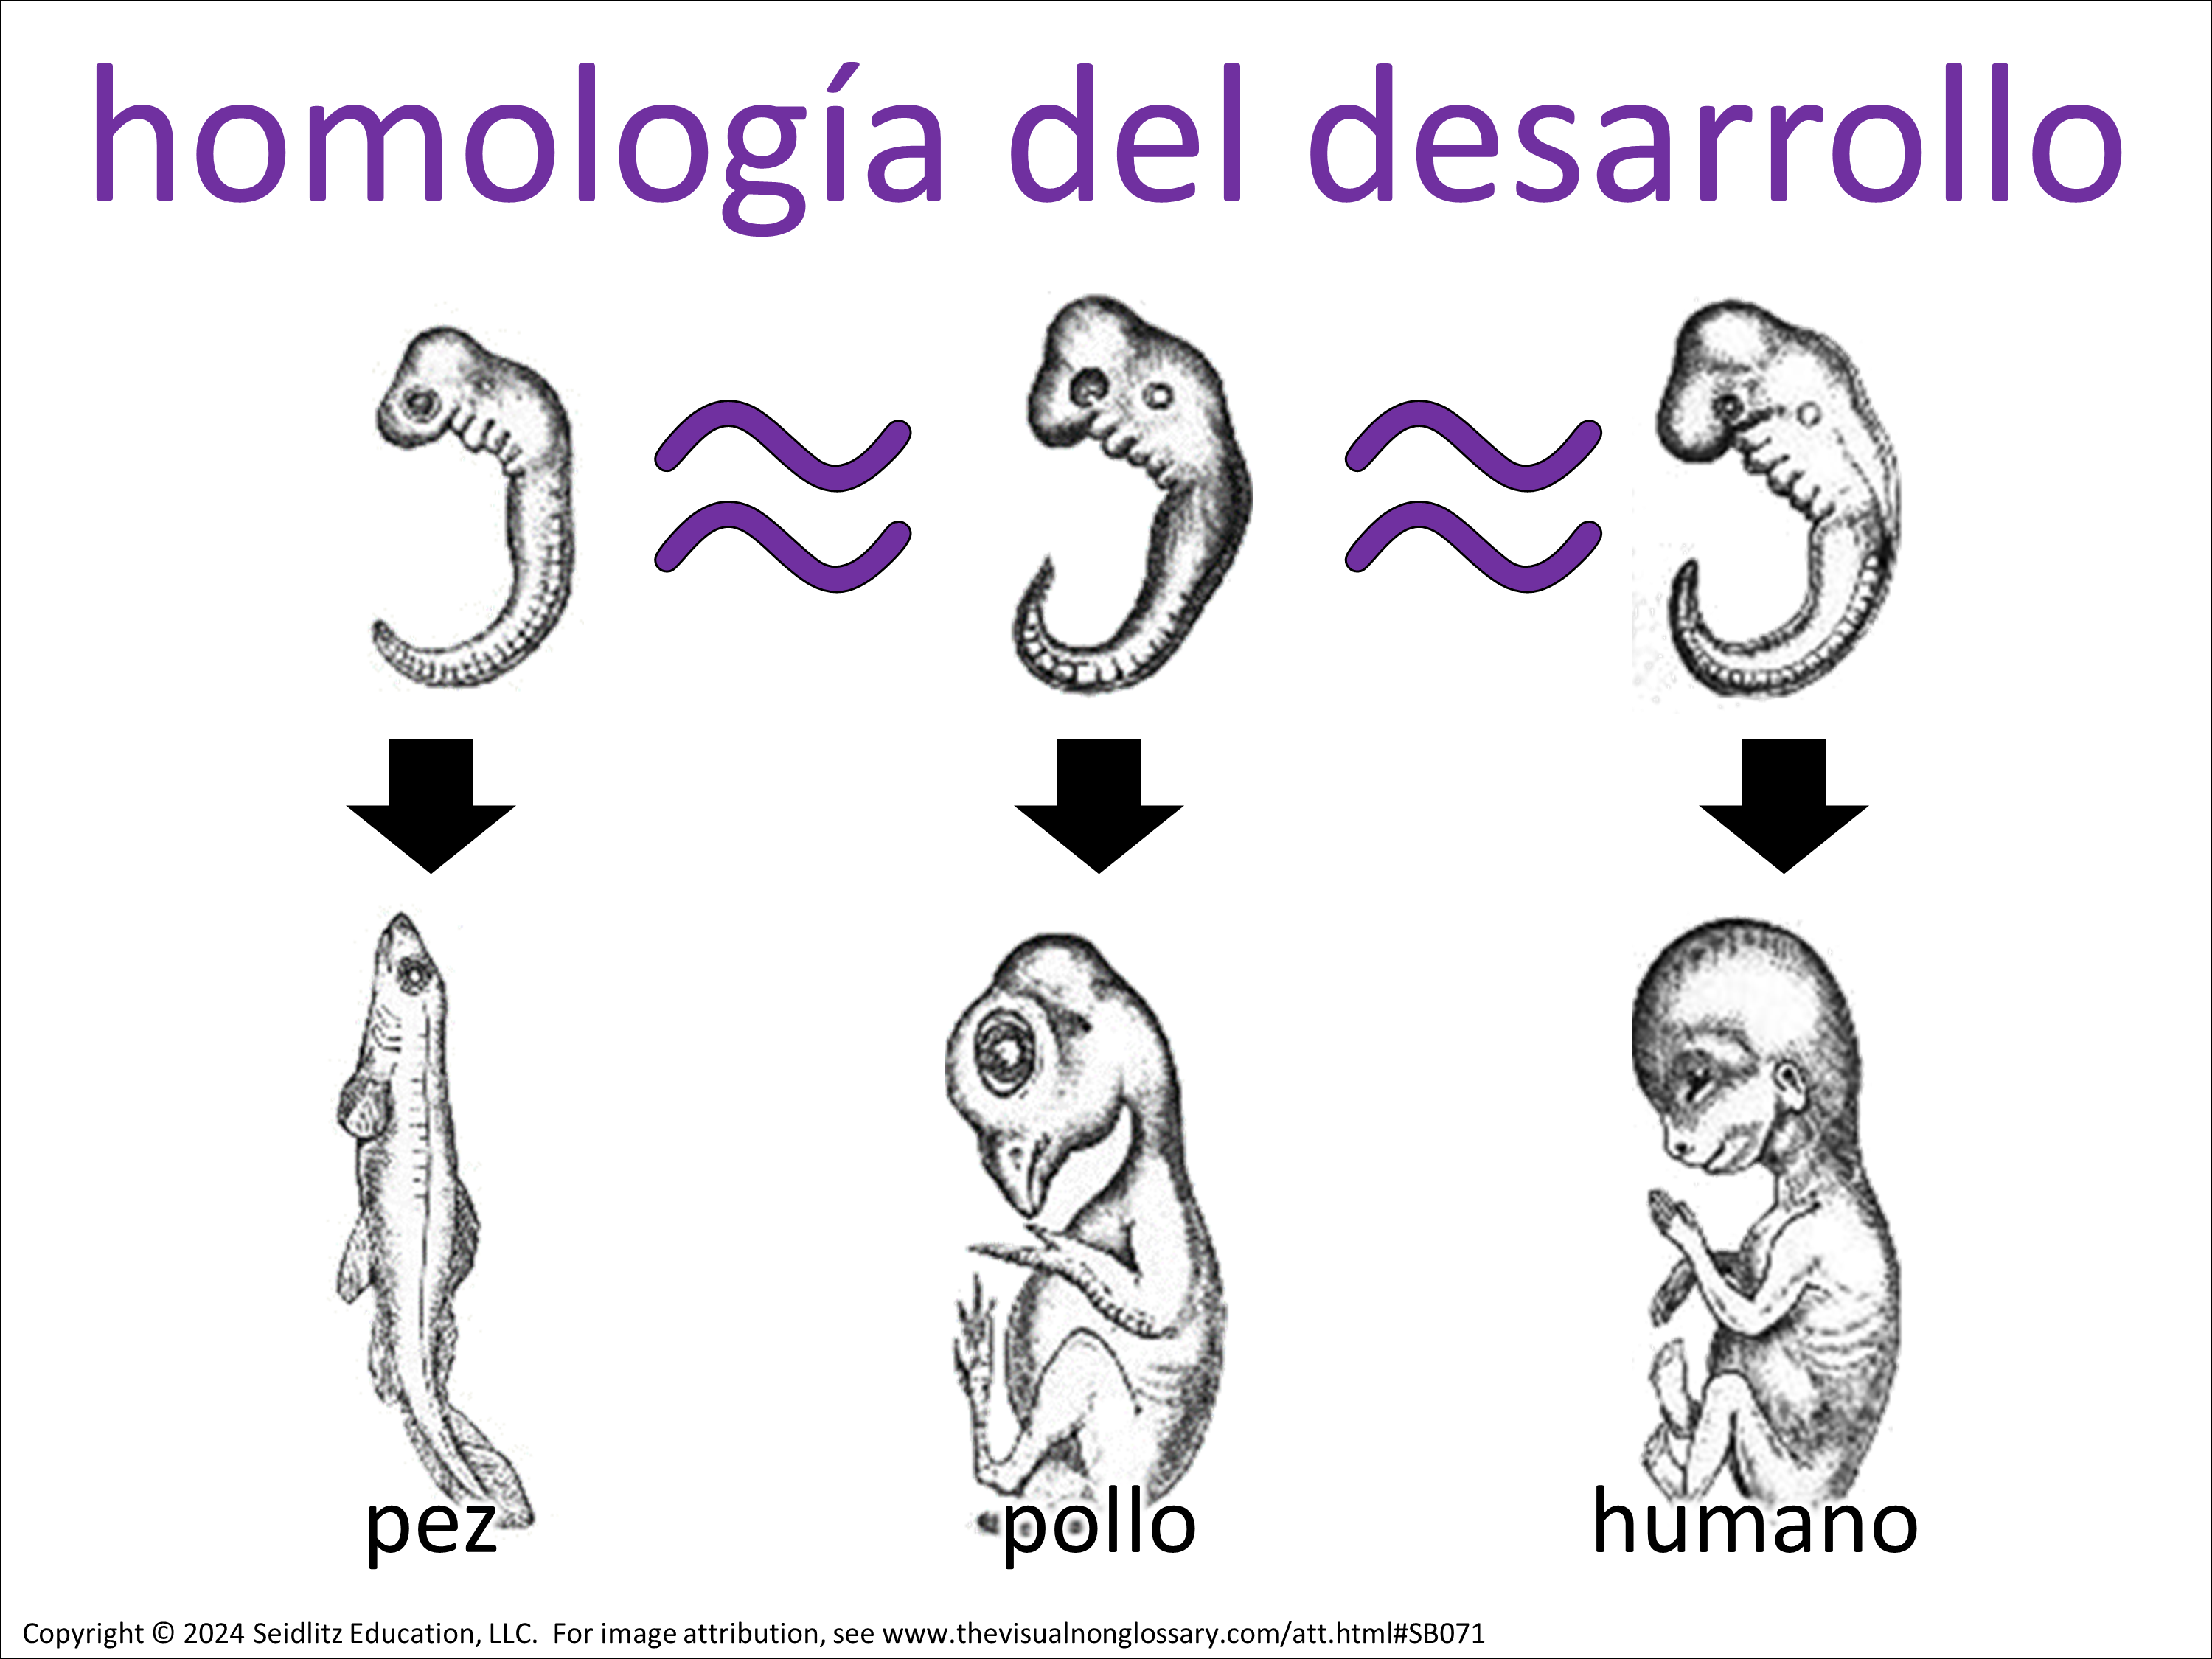 homología del desarrollo
pez
pollo
humano
Copyright © 2024 Seidlitz Education, LLC.  For image attribution, see www.thevisualnonglossary.com/att.html#SB071